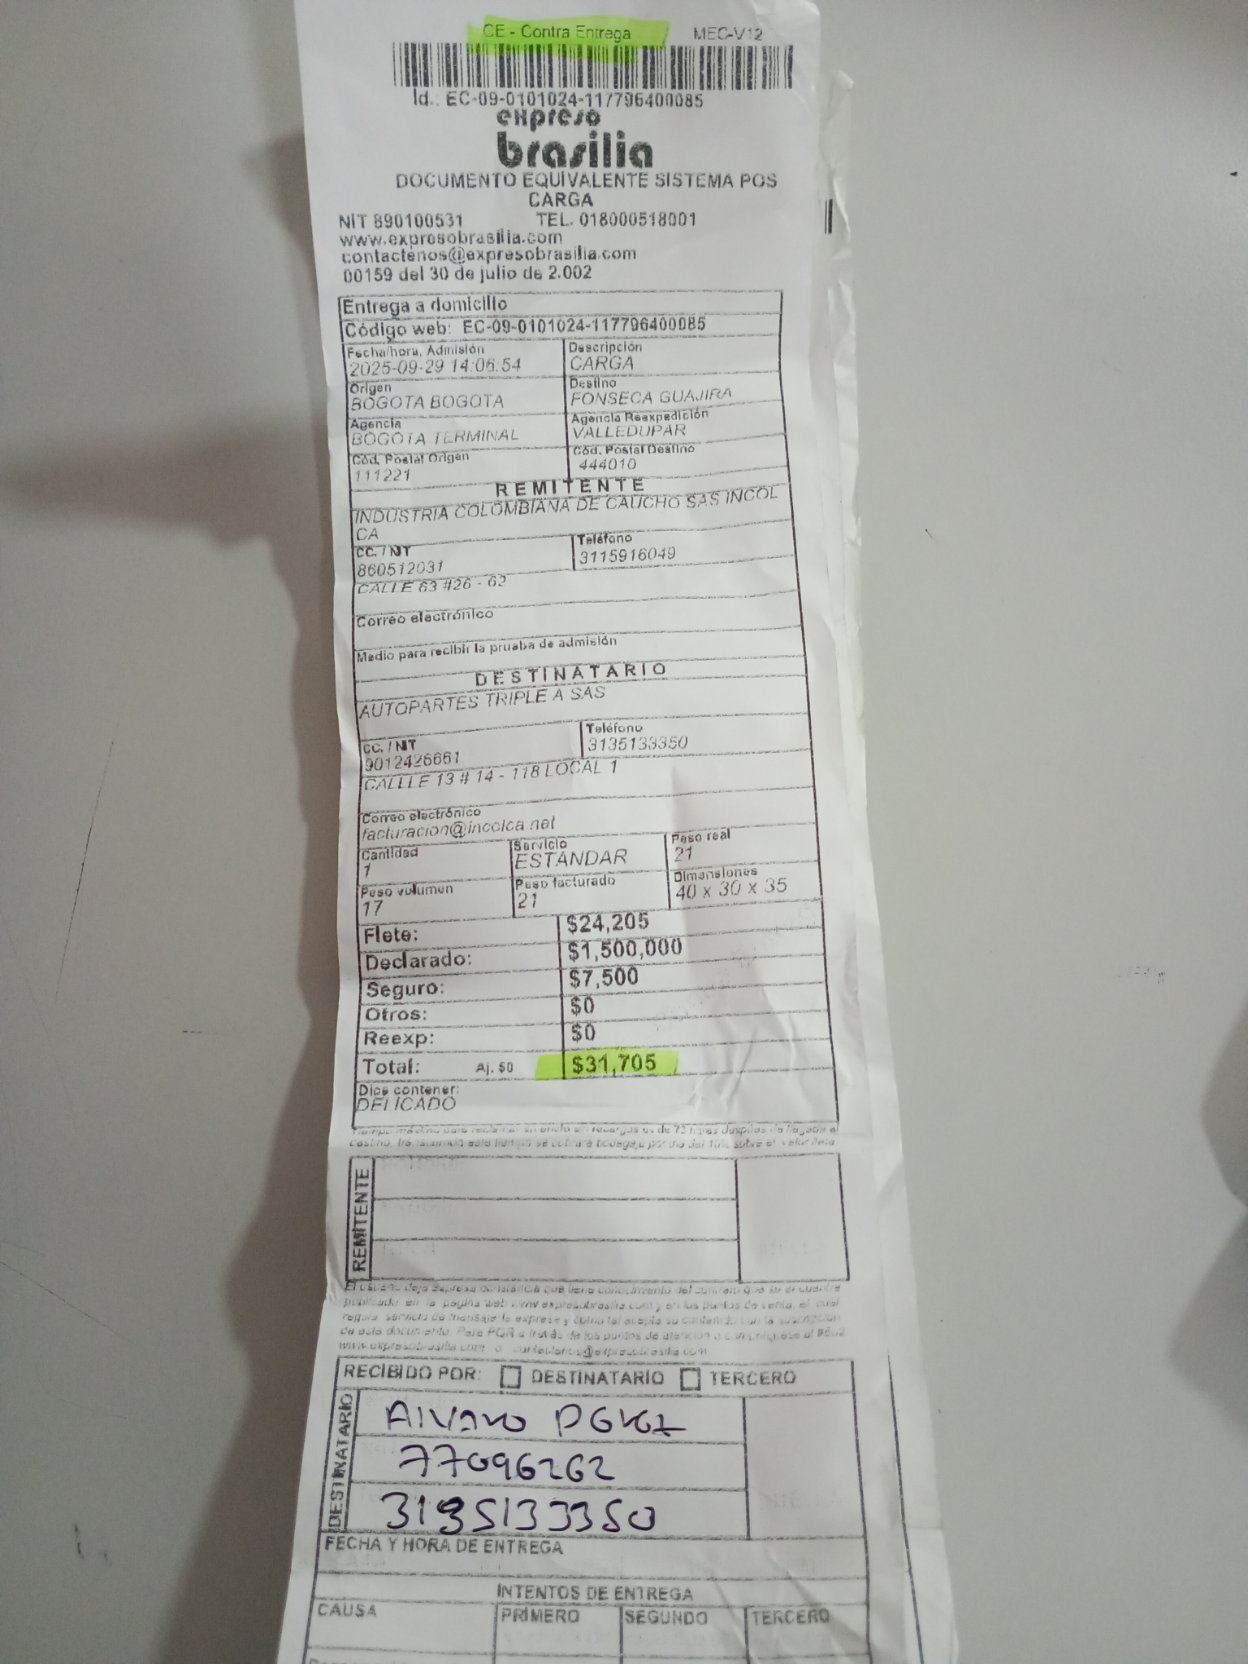 CE - Contra Entrega MEC-V12
Id.: EC-09-0101024-117796400085
expreso
brasilia
DOCUMENTO EQUIVALENTE SISTEMA POS
CARGA
NIT 890100531 TEL. 018000518001
www.expresobrasilia.com
contactenos@expresobrasilia.com
00159 del 30 de julio de 2.002
Entrega a domicilio
Código web: EC-09-0101024-117796400085
Fecha/hora, Admisión Descripción
2025-09-29 14:06:54 CARGA
Origen Destino
BOGOTA BOGOTA FONSECA GUAJIRA
Agencia Agencia Reexpedición
BOGOTA TERMINAL VALLEDUPAR
Cód. Postal Origen Cód. Postal Destino
111221 444010
REMITENTE
INDUSTRIA COLOMBIANA DE CAUCHO SAS INCOL
CA
CC. / NIT Teléfono
860512031 3115916049
CALLE 63 #26 - 62
Correo electrónico
Medio para recibir la prueba de admisión
DESTINATARIO
AUTOPARTES TRIPLE A SAS
CC. / NIT Teléfono
9012426661 3135133350
CALLLE 13 # 14 - 118 LOCAL 1
Correo electrónico
facturacion@incolca.net
Cantidad Servicio Peso real
1 ESTANDAR 21
Peso volumen Peso facturado Dimensiones
17 21 40 x 30 x 35
Flete: $24,205
Declarado: $1,500,000
Seguro: $7,500
Otros: $0
Reexp: $0
Total: Aj. $0 $31,705
Dice contener:
DELICADO
REMITENTE
RECIBIDO POR: DESTINATARIO TERCERO
DESTINATARIO
Alvaro
77096262
3135133350
FECHA Y HORA DE ENTREGA
INTENTOS DE ENTREGA
CAUSA PRIMERO SEGUNDO TERCERO